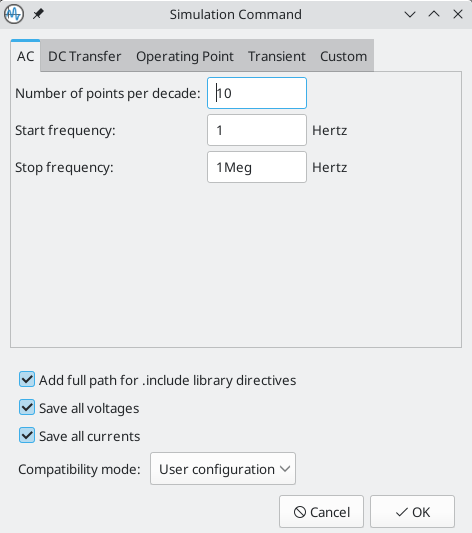 Simulation Command
AC DC Transfer Operating Point Transient Custom
Number of points per decade: 10
Start frequency: 1 Hertz
Stop frequency: 1Meg Hertz
Add full path for .include library directives
Save all voltages
Save all currents
Compatibility mode: User configuration
Cancel OK